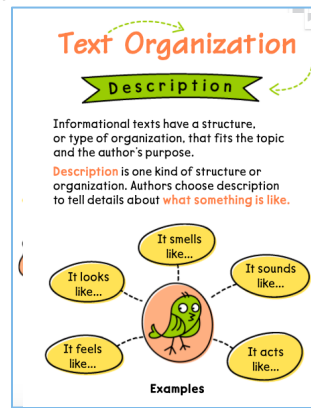 Text Organization
Description
Informational texts have a structure,
or type of organization, that fits the topic
and the author's purpose.
Description is one kind of structure or
organization. Authors choose description
to tell details about what something is like.
It smells
like...
It looks
like...
It sounds
like...
It feels
like...
It acts
like...
Examples